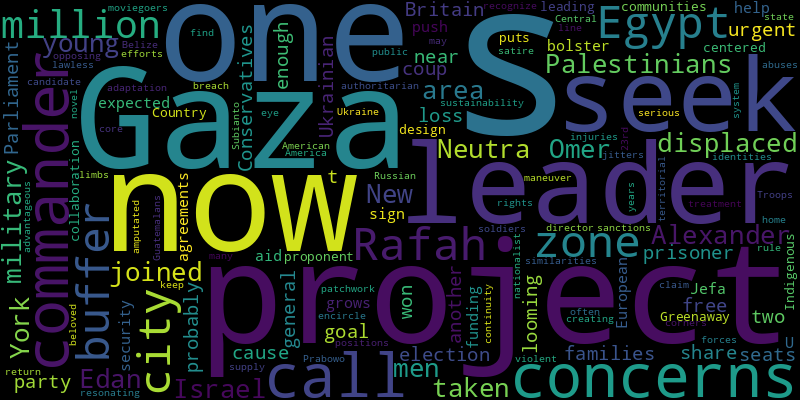 moviegoers
million
one
S
Egypt
Britain
communities
recognize
leading
help
Central
push
state
line
may
puts
urgent
young
Belize
find
public
satire
bolster
centered
efforts
opposing
lawless
Conservatives
enough
near
coup
Palestinians
area
sustainability
seek
abuses
candidate
adaptation
expected
breach
authoritarian
Gaza
Ukrainian
loss
system
Parliament
commander
Country
Ukraine
eye
serious
novel
core
Subianto
design
Neutra
Omer
injuries
23rd
displaced
American
America
jitters
identities
military
collaboration
limbs
now
t
Russian
New
leader
treatment
maneuver
York
advantageous
buffer
amputated
Guatemalans
agreements
sign
rights
years
territorial
Troops
home
Rafah
soldiers
director
sanctions
Alexander
rule
many
aid
proponent
zone
prisoner
similarities
joined
keep
project
nationalist
European
claim
Indigenous
city
security
probably
general
patchwork
grows
won
another
funding
continuity
looming
Jefa
free
two
often
creating
Greenaway
U
encircle
goal
positions
corners
forces
beloved
cause
election
families
share
seats
return
party
resonating
Edan
Israel
supply
Prabowo
call
men
taken
violent
concerns